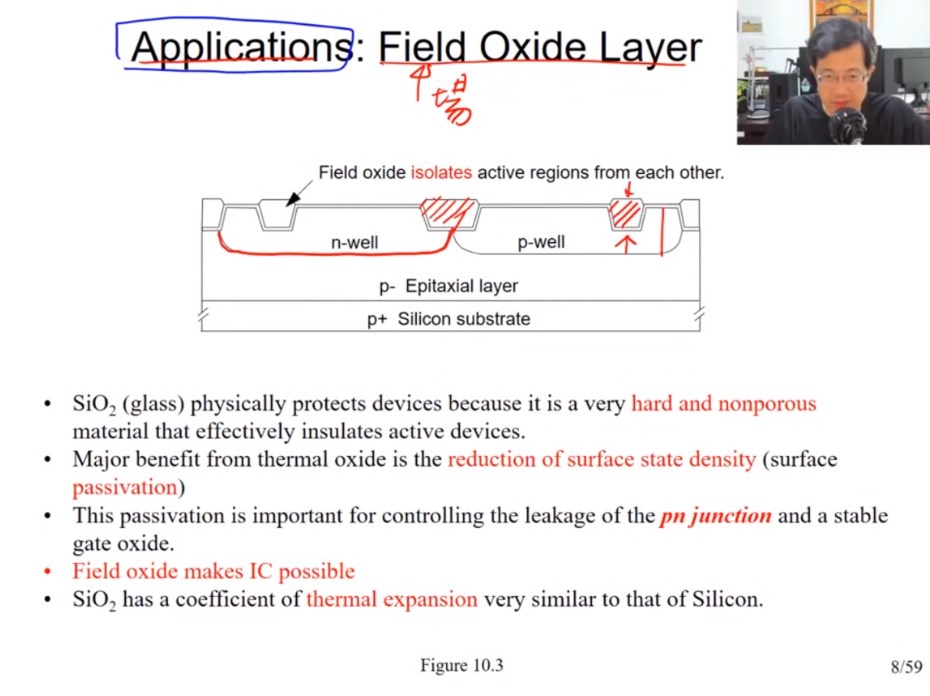 Applications: Field Oxide Layer
場
Field oxide isolates active regions from each other.
n-well
p-well
p- Epitaxial layer
p+ Silicon substrate
• SiO₂ (glass) physically protects devices because it is a very hard and nonporous
material that effectively insulates active devices.
• Major benefit from thermal oxide is the reduction of surface state density (surface
passivation)
• This passivation is important for controlling the leakage of the pn junction and a stable
gate oxide.
• Field oxide makes IC possible
• SiO₂ has a coefficient of thermal expansion very similar to that of Silicon.
Figure 10.3
8/59